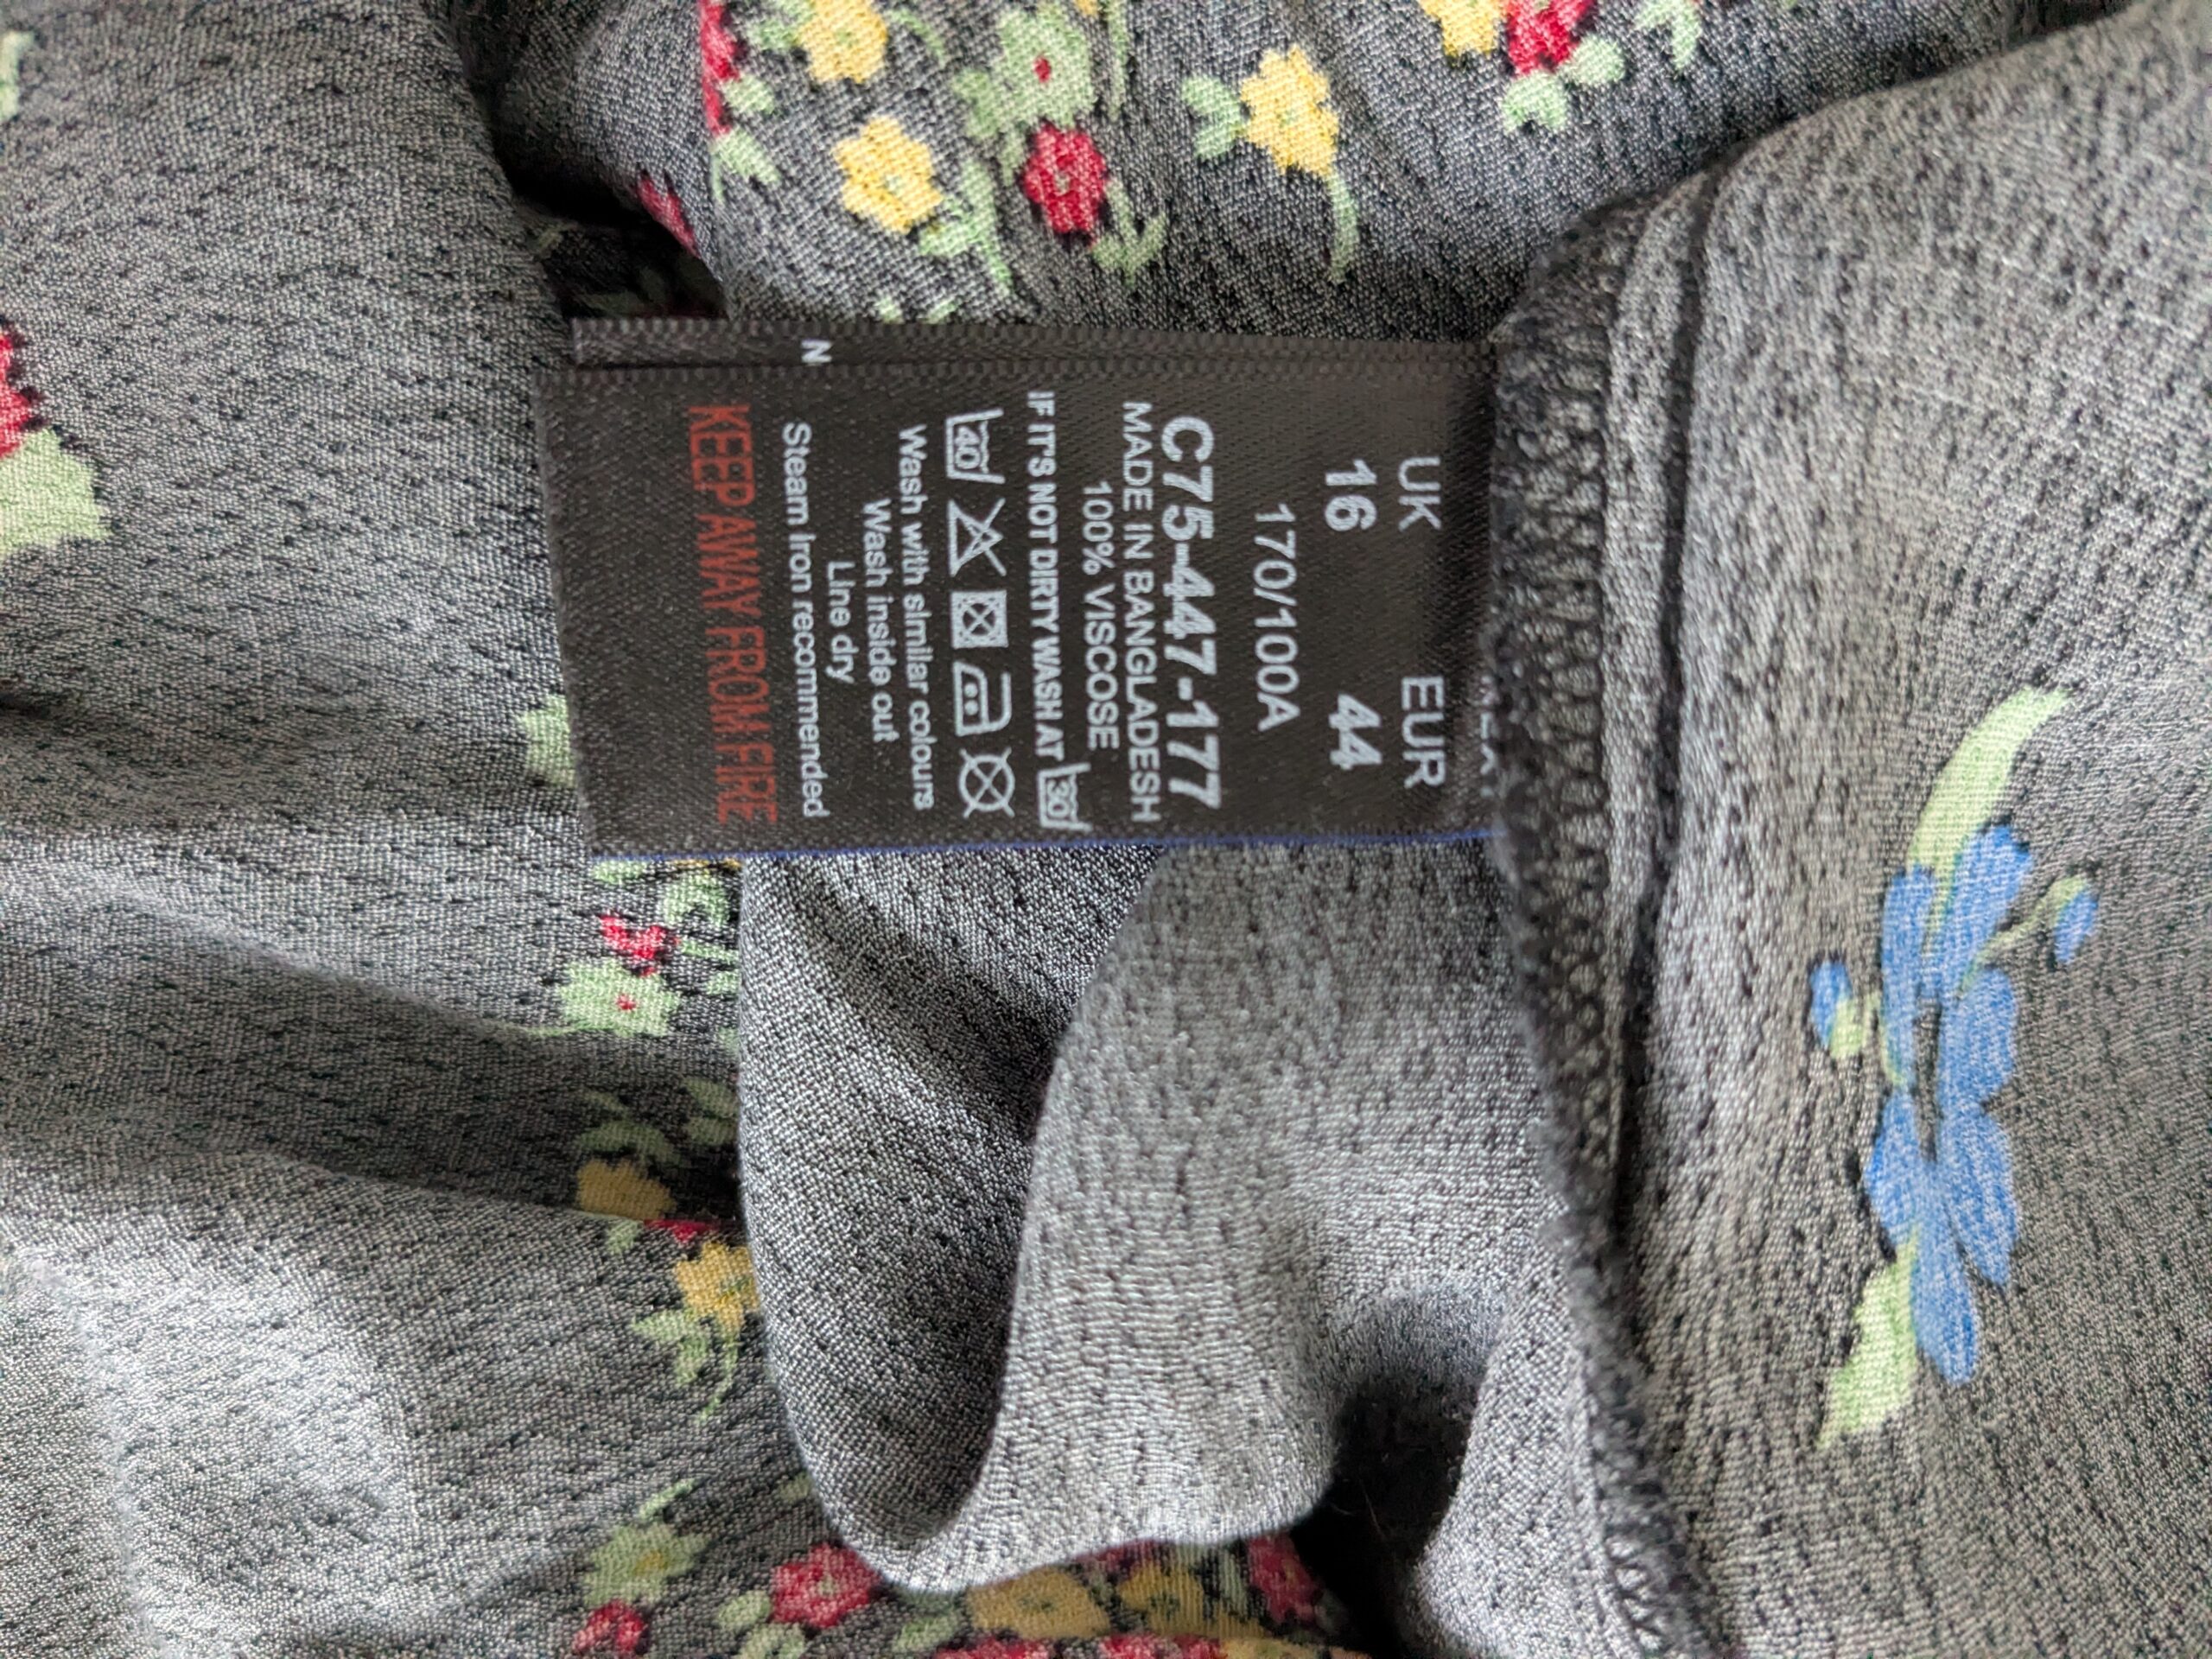 UK EUR
16 44
170/100A
C75-447-177
MADE IN BANGLADESH
100% VISCOSE
IF IT'S NOT DIRTY WASH AT 30
40
Wash with similar colours
Wash inside out
Line dry
Steam Iron recommended
KEEP AWAY FROM FIRE
N